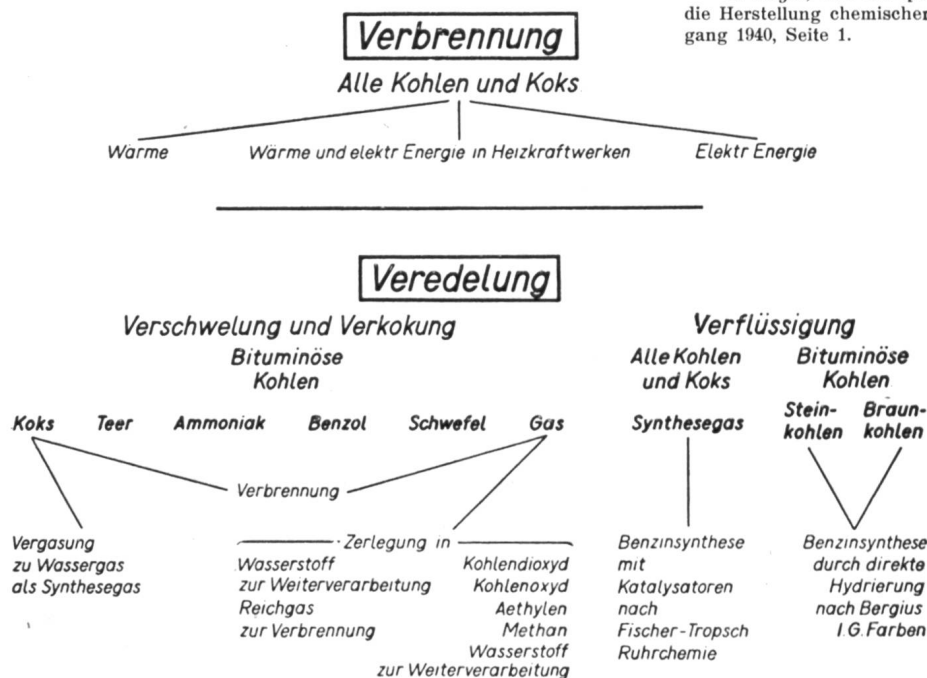 die Herstellung chemischer
gang 1940, Seite 1.
Verbrennung
Alle Kohlen und Koks
Wärme
Wärme und elektr Energie in Heizkraftwerken
Elektr Energie
Veredelung
Verschwelung und Verkokung
Bituminöse
Kohlen
Koks Teer Ammoniak Benzol Schwefel Gas
Verbrennung
Vergasung
zu Wassergas
als Synthesegas
Zerlegung in
Wasserstoff
zur Weiterverarbeitung
Reichgas
zur Verbrennung
Kohlendioxyd
Kohlenoxyd
Aethylen
Methan
Wasserstoff
zur Weiterverarbeitung
Verflüssigung
Alle Kohlen
und Koks
Synthesegas
Benzinsynthese
mit
Katalysatoren
nach
Fischer-Tropsch
Ruhrchemie
Bituminöse
Kohlen
Stein-
kohlen
Braun-
kohlen
Benzinsynthese
durch direkte
Hydrierung
nach Bergius
I.G. Farben